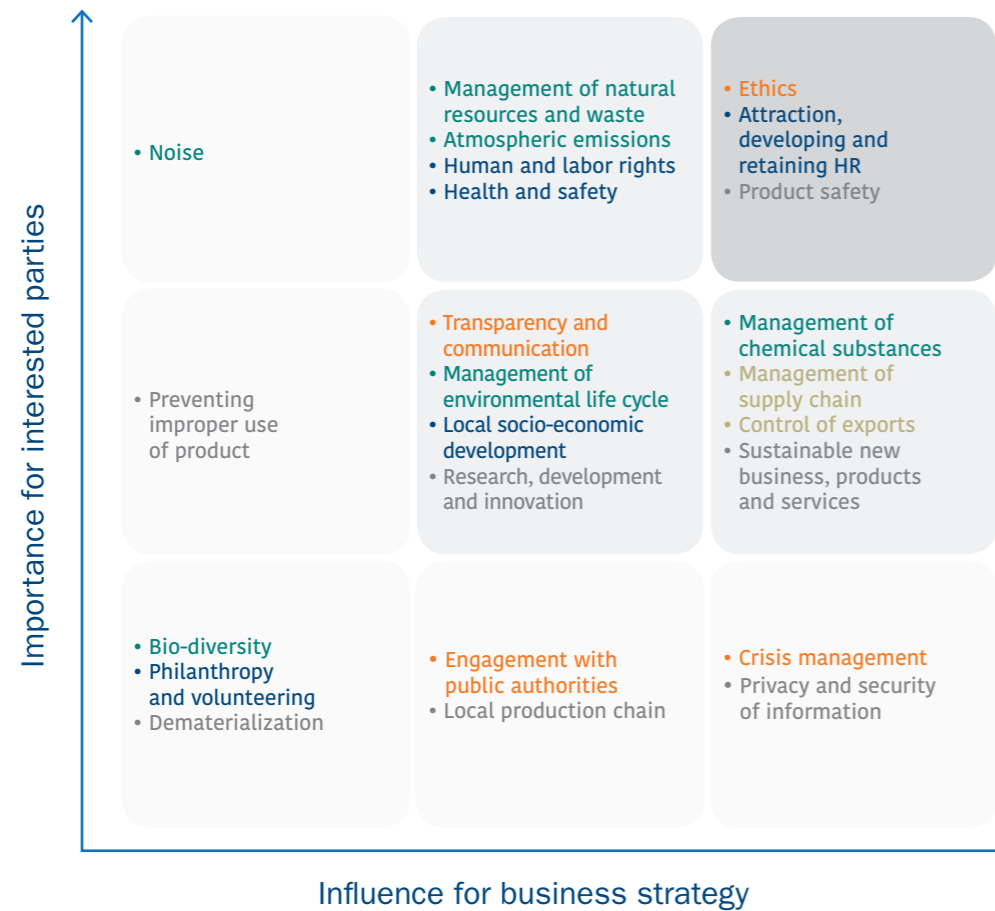 Importance for interested parties
• Noise
• Management of natural
resources and waste
• Atmospheric emissions
• Human and labor rights
• Health and safety
• Ethics
• Attraction,
developing and
retaining HR
• Product safety
• Preventing
improper use
of product
• Transparency and
communication
• Management of
environmental life cycle
• Local socio-economic
development
• Research, development
and innovation
• Management of
chemical substances
• Management of
supply chain
• Control of exports
• Sustainable new
business, products
and services
• Bio-diversity
• Philanthropy
and volunteering
• Dematerialization
• Engagement with
public authorities
• Local production chain
• Crisis management
• Privacy and security
of information
Influence for business strategy